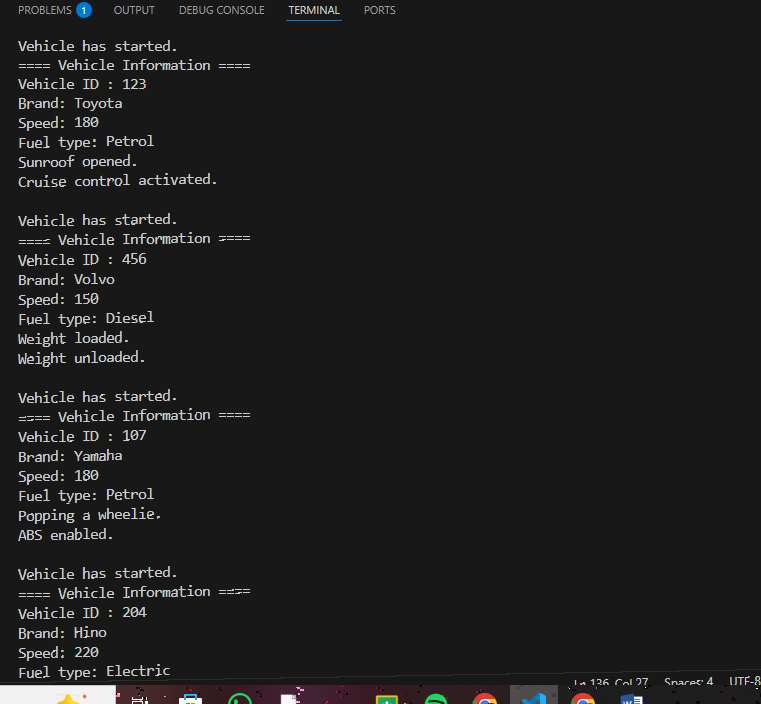 PROBLEMS 1 OUTPUT DEBUG CONSOLE TERMINAL PORTS
Vehicle has started.
==== Vehicle Information ====
Vehicle ID : 123
Brand: Toyota
Speed: 180
Fuel type: Petrol
Sunroof opened.
Cruise control activated.
Vehicle has started.
==== Vehicle Information ====
Vehicle ID : 456
Brand: Volvo
Speed: 150
Fuel type: Diesel
Weight loaded.
Weight unloaded.
Vehicle has started.
==== Vehicle Information ====
Vehicle ID : 107
Brand: Yamaha
Speed: 180
Fuel type: Petrol
Popping a wheelie.
ABS enabled.
Vehicle has started.
==== Vehicle Information ====
Vehicle ID : 204
Brand: Hino
Speed: 220
Fuel type: Electric
Ln 136, Col 27 Spaces: 4 UTF-8